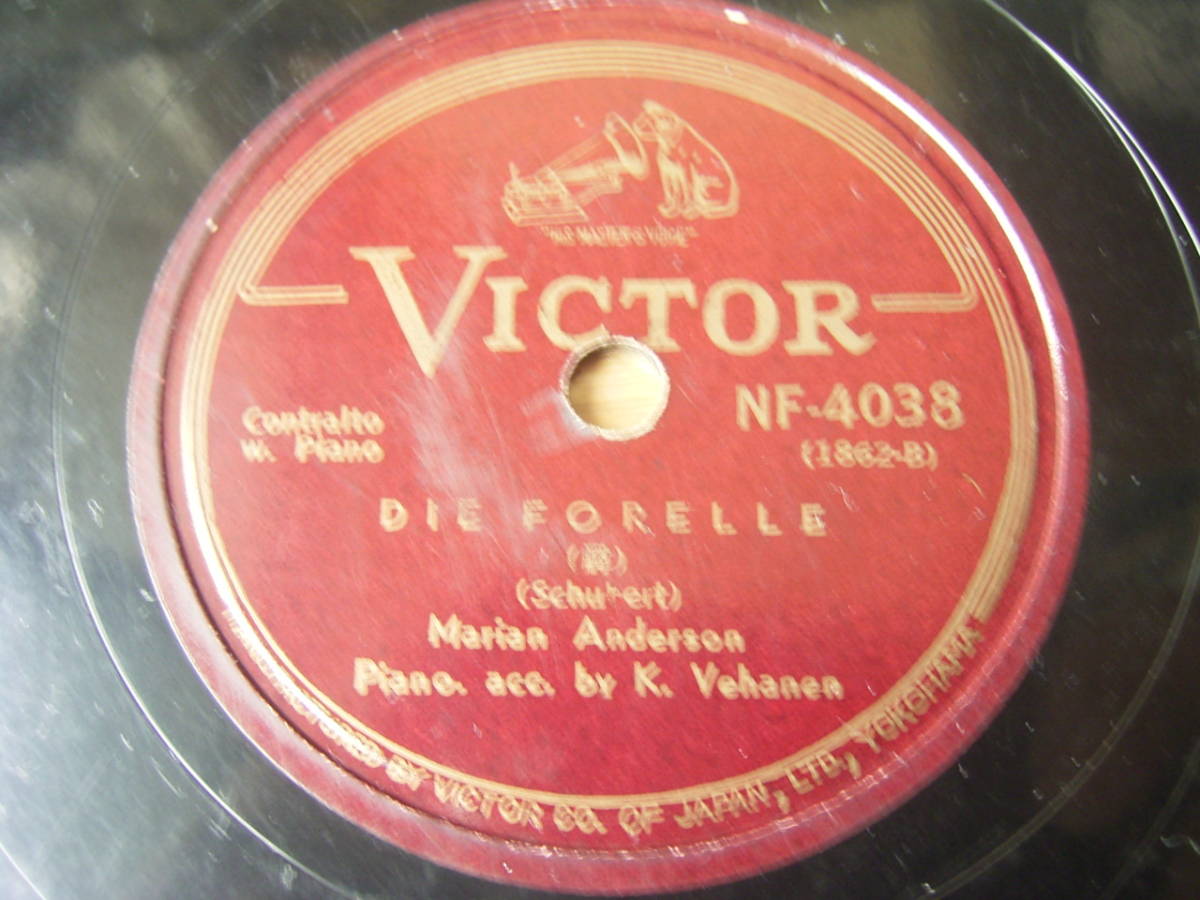 "HIS MASTER'S VOICE"
VICTOR
NF-4038
(1862-B)
Contralto
w. Piano
DIE FORELLE
(Schubert)
Marian Anderson
Piano. acc. by K. Vehanen
MANUFACTURED BY VICTOR CO. OF JAPAN, LTD., YOKOHAMA